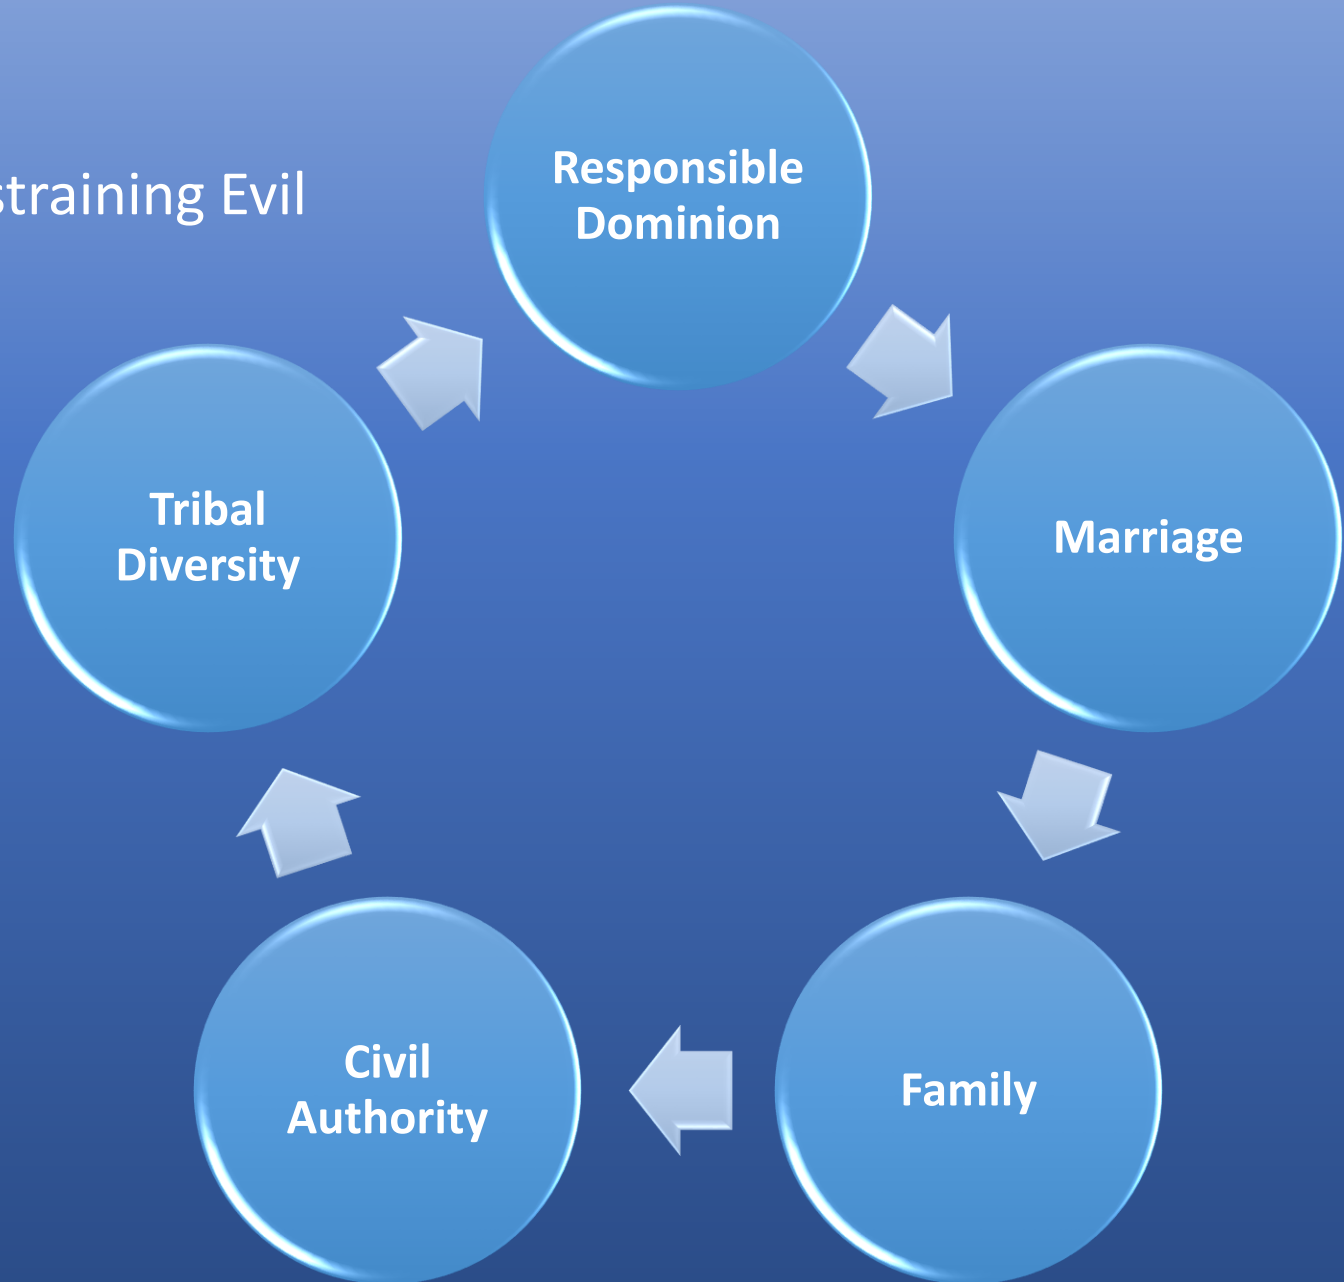 straining Evil
Responsible
Dominion
Marriage
Family
Civil
Authority
Tribal
Diversity